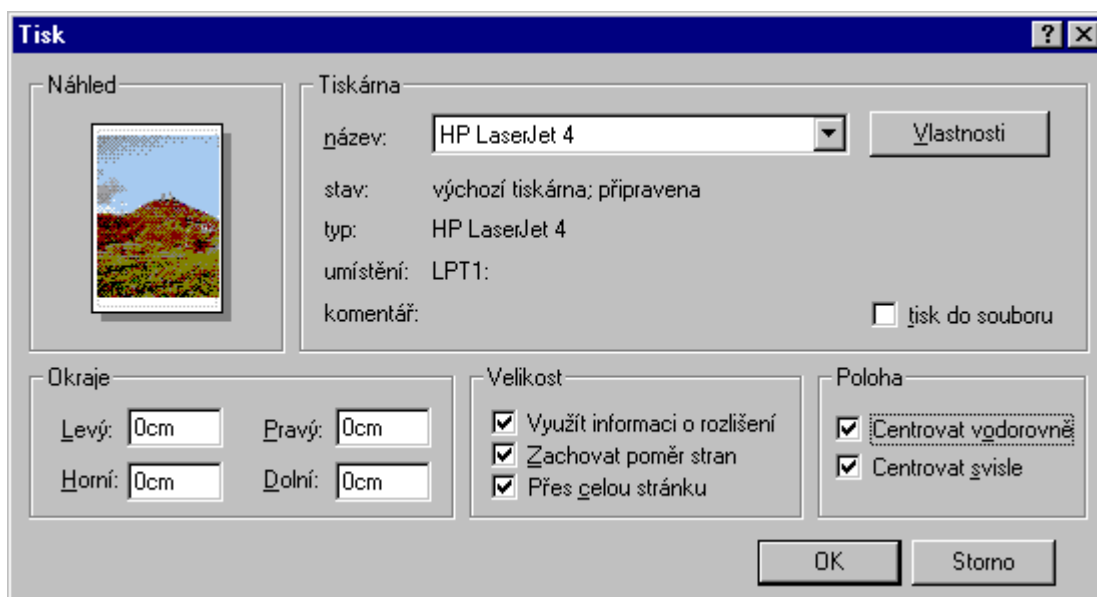 Tisk
Náhled
Tiskárna
název: HP LaserJet 4 Vlastnosti
stav: výchozí tiskárna; připravena
typ: HP LaserJet 4
umístění: LPT1:
komentář:
tisk do souboru
Okraje
Levý: 0cm Pravý: 0cm
Horní: 0cm Dolní: 0cm
Velikost
Využít informaci o rozlišení
Zachovat poměr stran
Přes celou stránku
Poloha
Centrovat vodorovně
Centrovat svisle
OK Storno